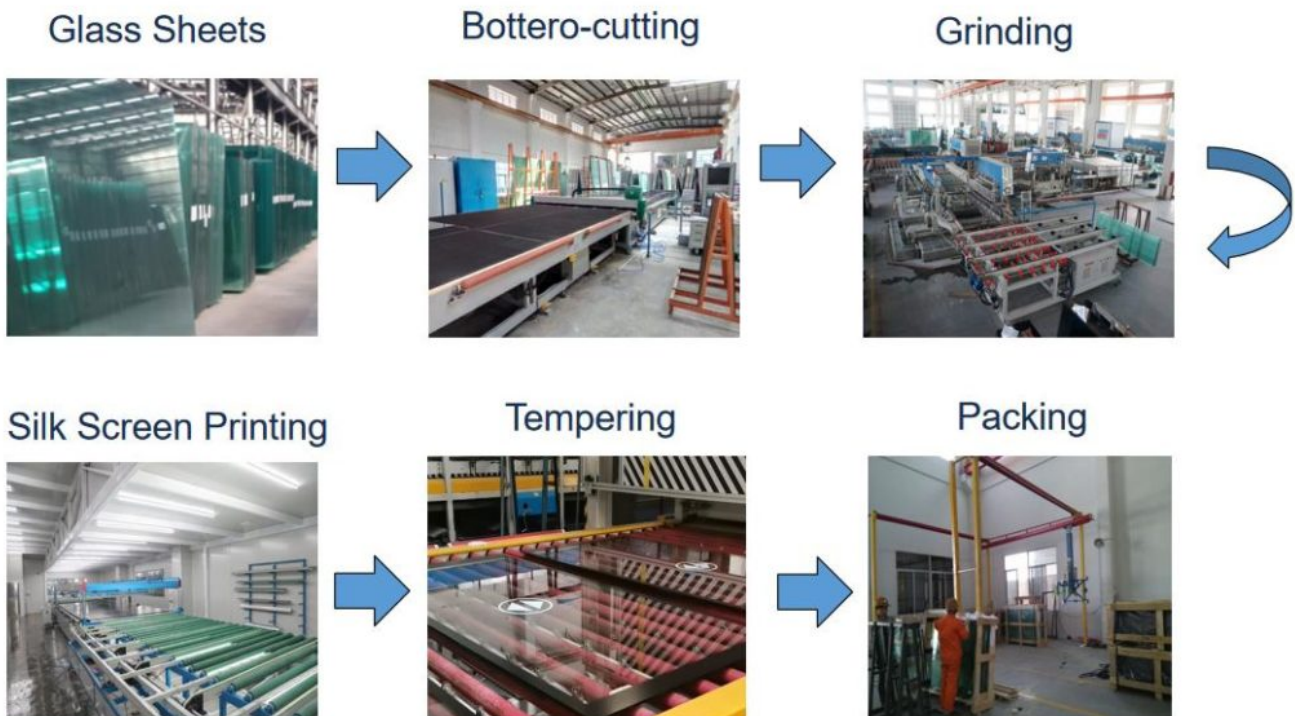 Glass Sheets
Bottero-cutting
Grinding
Silk Screen Printing
Tempering
Packing